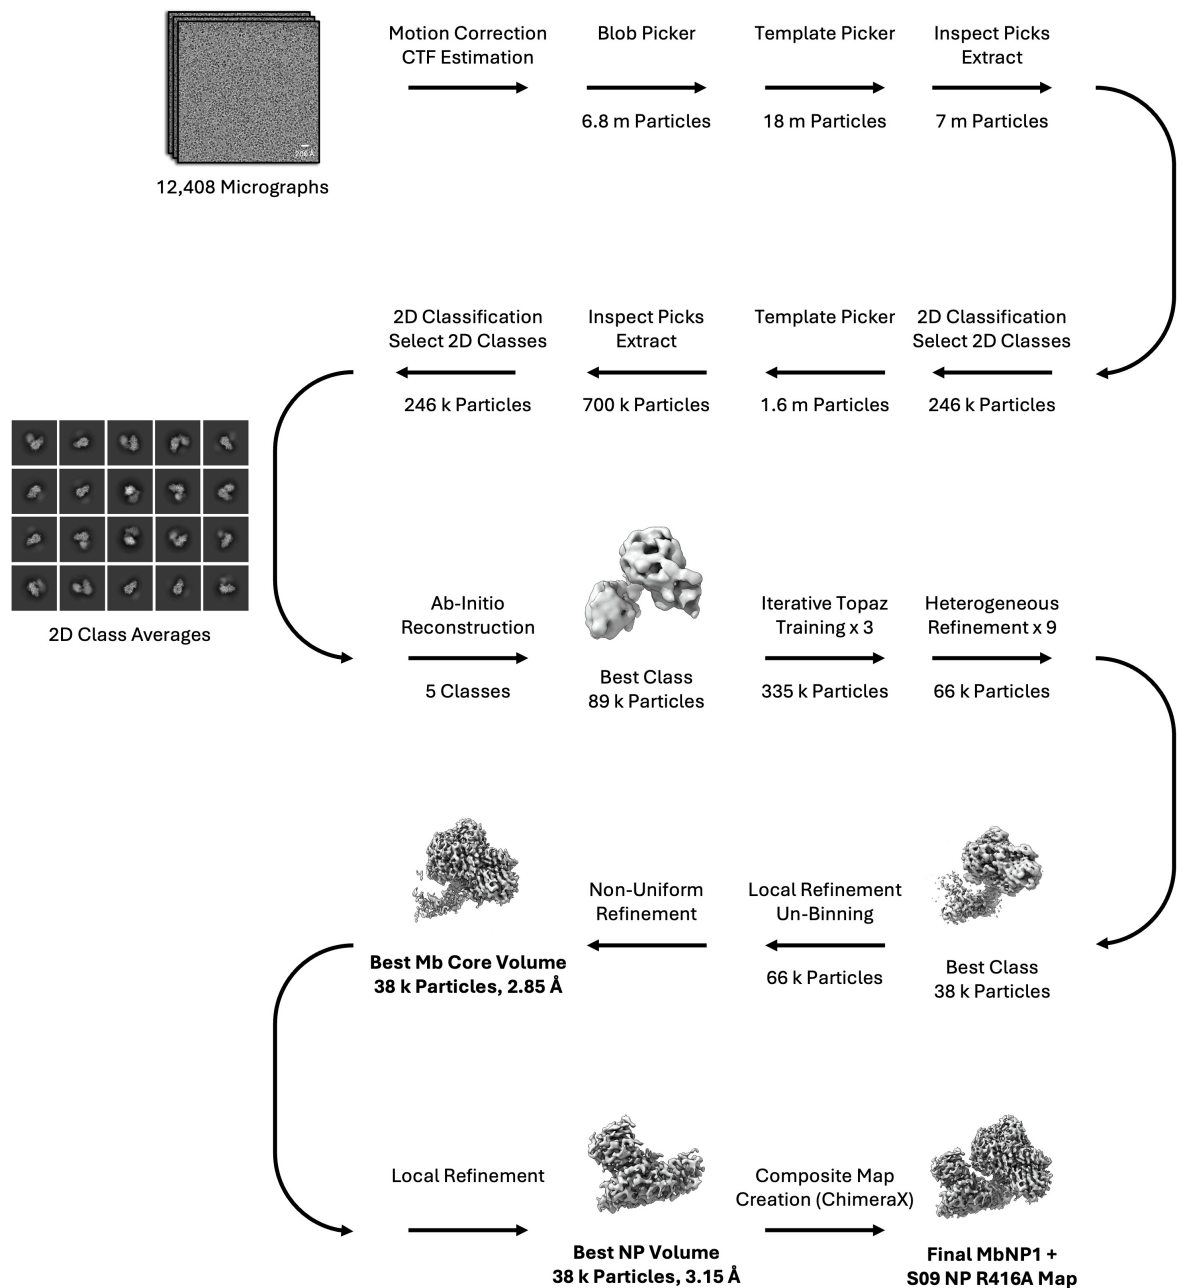 Motion Correction
CTF Estimation
Blob Picker
6.8 m Particles
Template Picker
18 m Particles
Inspect Picks
Extract
7 m Particles
200 Å
12,408 Micrographs
2D Classification
Select 2D Classes
246 k Particles
Template Picker
1.6 m Particles
Inspect Picks
Extract
700 k Particles
2D Classification
Select 2D Classes
246 k Particles
2D Class Averages
Ab-Initio
Reconstruction
5 Classes
Best Class
89 k Particles
Iterative Topaz
Training x 3
335 k Particles
Heterogeneous
Refinement x 9
66 k Particles
Best Class
38 k Particles
Local Refinement
Un-Binning
66 k Particles
Non-Uniform
Refinement
Best Mb Core Volume
38 k Particles, 2.85 Å
Local Refinement
Best NP Volume
38 k Particles, 3.15 Å
Composite Map
Creation (ChimeraX)
Final MbNP1 +
S09 NP R416A Map